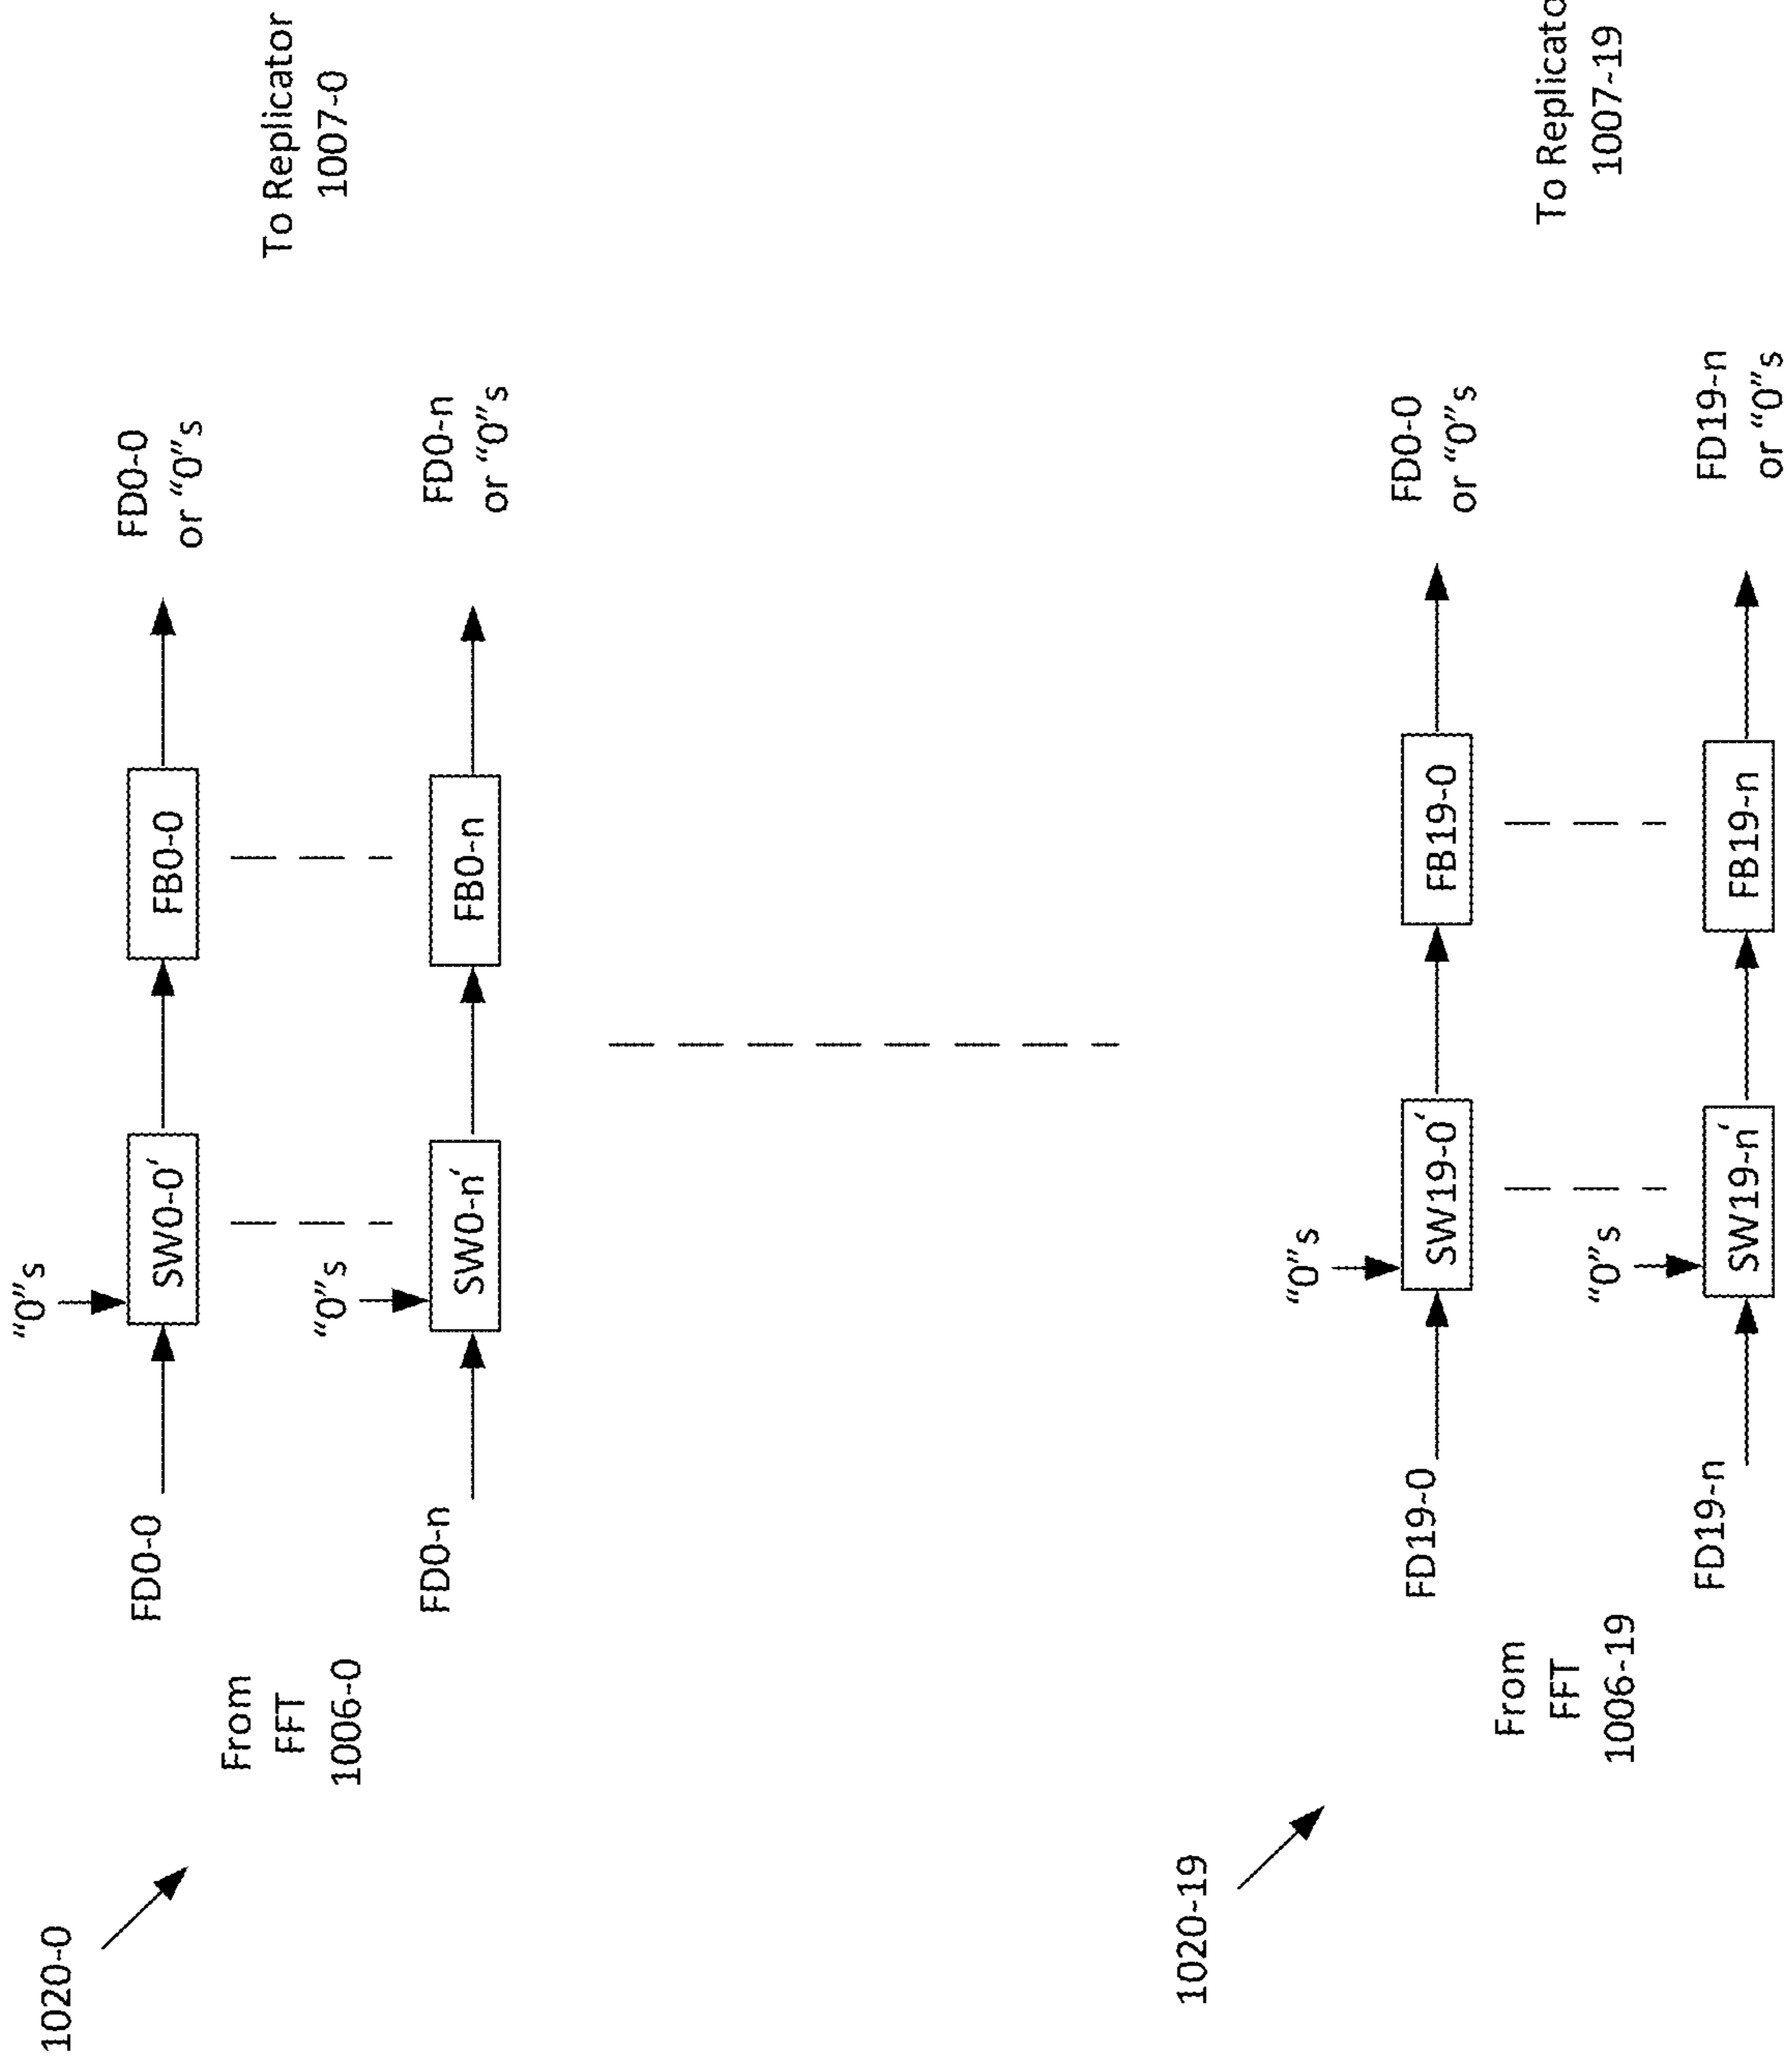 1020-0
From
FFT
1006-0
FD0-0
"0"s
SW0-0'
FB0-0
FD0-0
or "0"s
FD0-n
"0"s
SW0-n'
FB0-n
FD0-n
or "0"s
To Replicator
1007-0
1020-19
From
FFT
1006-19
FD19-0
"0"s
SW19-0'
FB19-0
FD0-0
or "0"s
FD19-n
"0"s
SW19-n'
FB19-n
FD19-n
or "0"s
To Replicato
1007-19